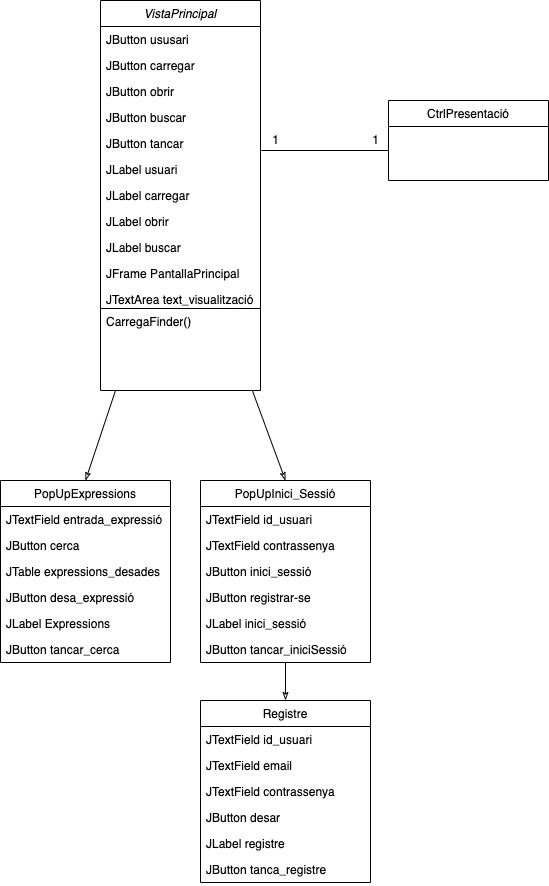 VistaPrincipal
JButton ususari
JButton carregar
JButton obrir
JButton buscar
JButton tancar
JLabel usuari
JLabel carregar
JLabel obrir
JLabel buscar
JFrame PantallaPrincipal
JTextArea text_visualització
CarregaFinder()
1
1
CtrlPresentació
PopUpExpressions
JTextField entrada_expressió
JButton cerca
JTable expressions_desades
JButton desa_expressió
JLabel Expressions
JButton tancar_cerca
PopUpInici_Sessió
JTextField id_usuari
JTextField contrassenya
JButton inici_sessió
JButton registrar-se
JLabel inici_sessió
JButton tancar_iniciSessió
Registre
JTextField id_usuari
JTextField email
JTextField contrassenya
JButton desar
JLabel registre
JButton tanca_registre